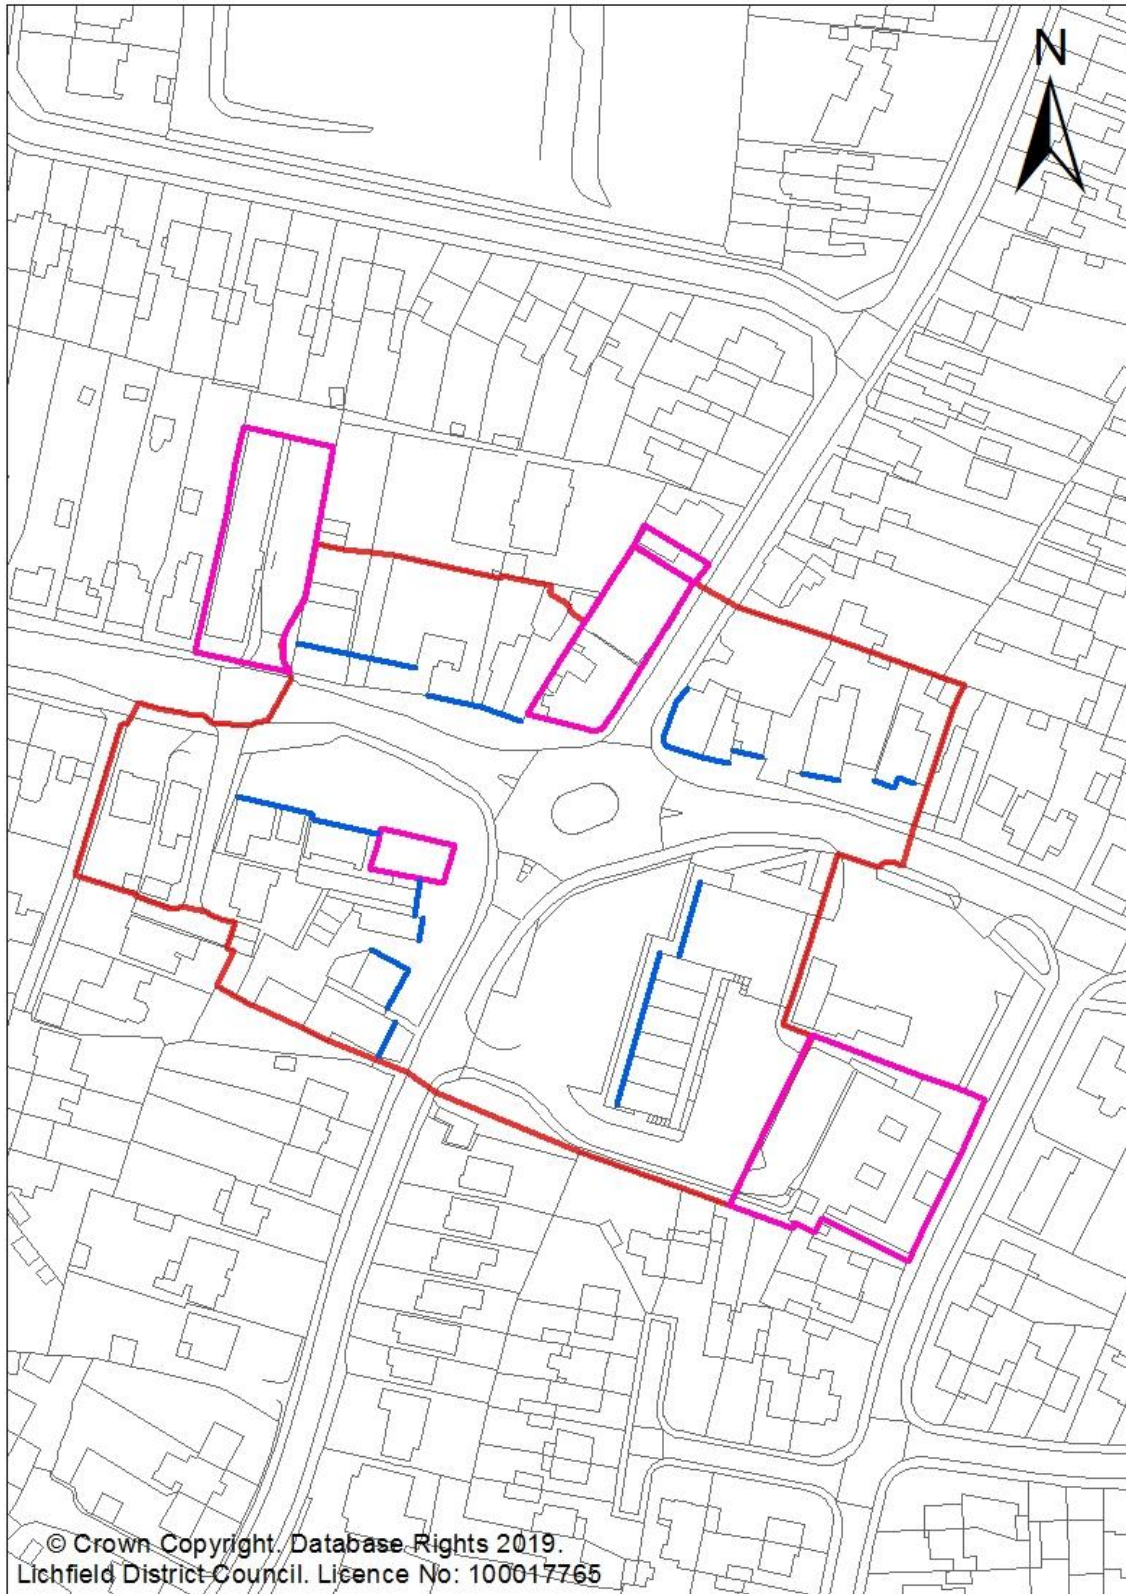 N
© Crown Copyright. Database Rights 2019.
Lichfield District Council. Licence No: 100017765